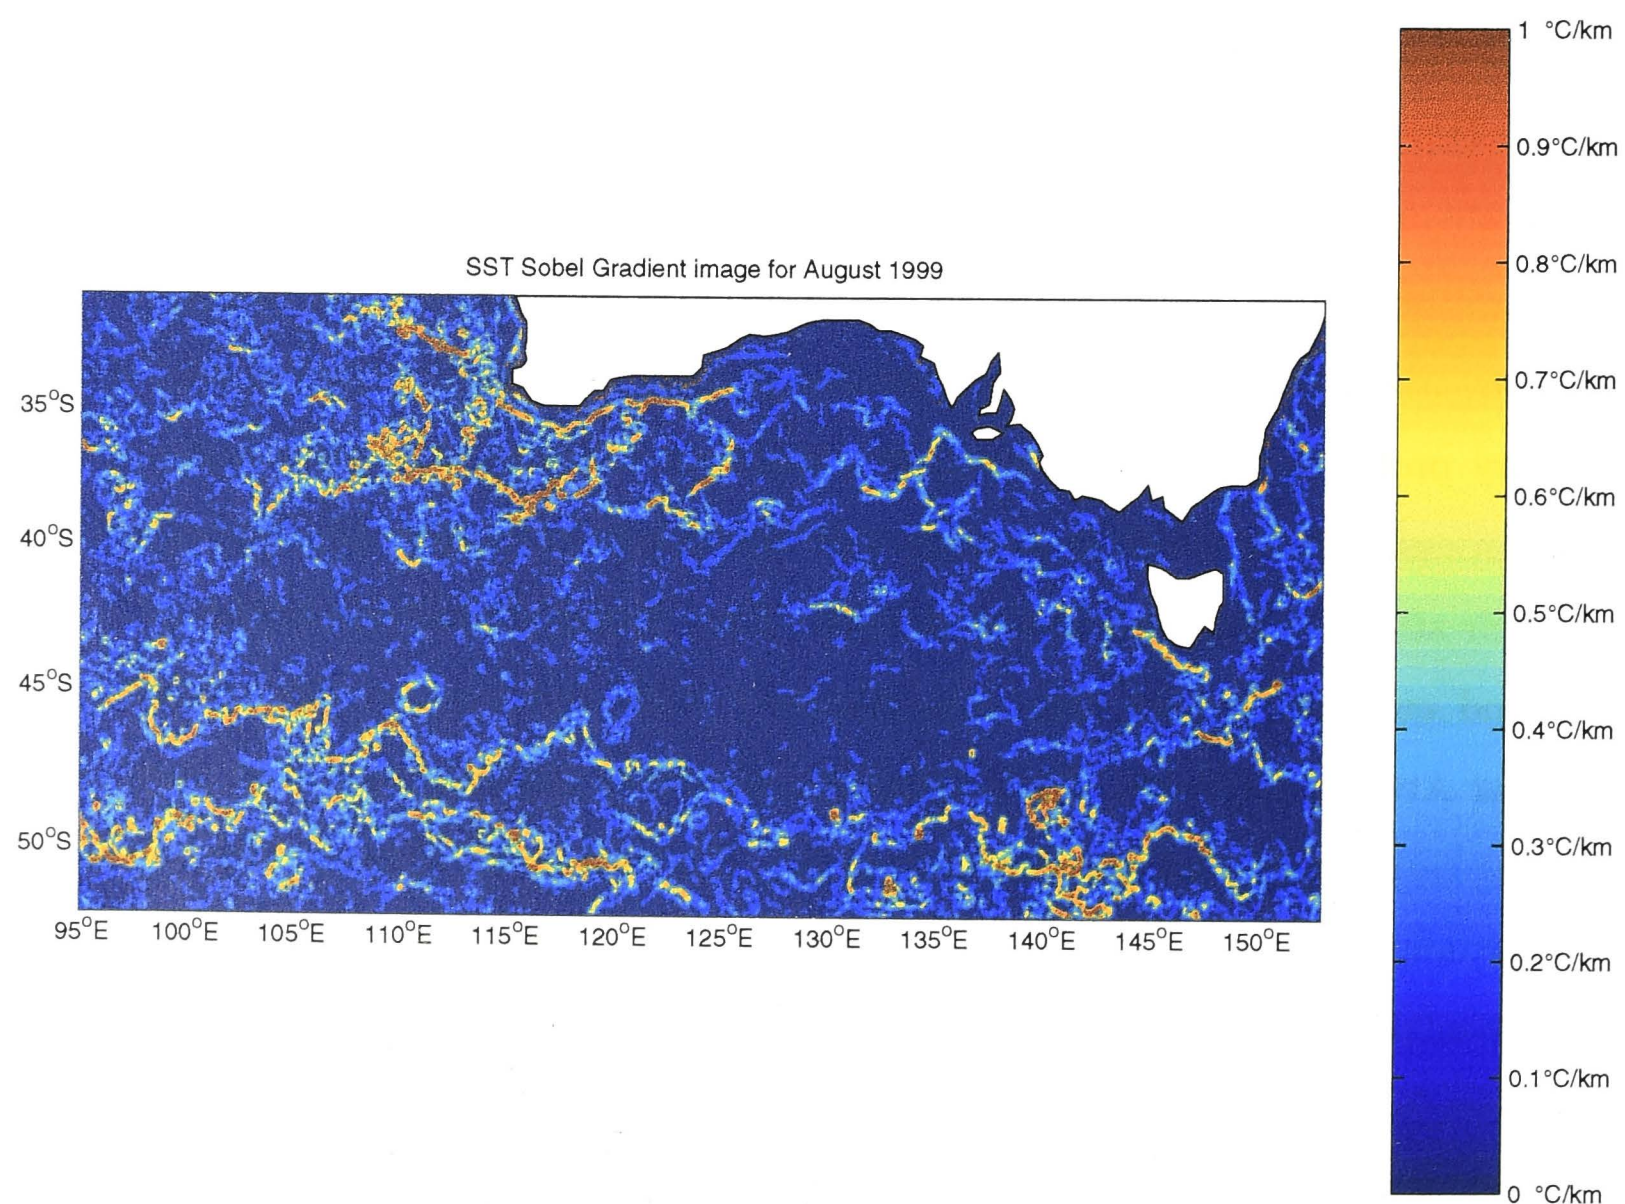 SST Sobel Gradient image for August 1999
35°S
40°S
45°S
50°S
95°E 100°E 105°E 110°E 115°E 120°E 125°E 130°E 135°E 140°E 145°E 150°E
1 °C/km
0.9°C/km
0.8°C/km
0.7°C/km
0.6°C/km
0.5°C/km
0.4°C/km
0.3°C/km
0.2°C/km
0.1°C/km
0 °C/km